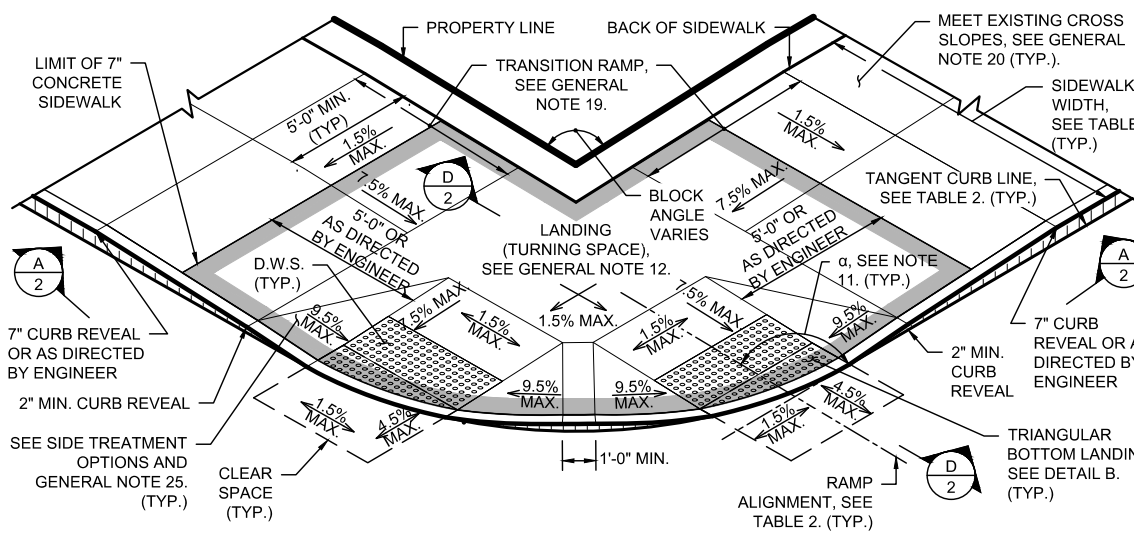 PROPERTY LINE
BACK OF SIDEWALK
MEET EXISTING CROSS
SLOPES, SEE GENERAL
NOTE 20 (TYP.).
LIMIT OF 7"
CONCRETE
SIDEWALK
TRANSITION RAMP,
SEE GENERAL
NOTE 19.
SIDEWALK
WIDTH,
SEE TABLE
(TYP.)
5'-0" MIN.
(TYP)
1.5%
MAX.
1.5%
MAX.
D
2
7.5% MAX.
7.5% MAX.
BLOCK
ANGLE
VARIES
TANGENT CURB LINE,
SEE TABLE 2. (TYP.)
5'-0" OR
AS DIRECTED
BY ENGINEER
LANDING
(TURNING SPACE),
SEE GENERAL NOTE 12.
5'-0" OR
AS DIRECTED
BY ENGINEER
A
2
D.W.S.
(TYP.)
α, SEE NOTE
11. (TYP.)
A
2
7.5% MAX.
7.5% MAX.
9.5%
MAX.
1.5%
MAX.
1.5% MAX.
1.5%
MAX.
9.5%
MAX.
7" CURB REVEAL
OR AS DIRECTED
BY ENGINEER
7" CURB
REVEAL OR A
DIRECTED BY
ENGINEER
2" MIN.
CURB
REVEAL
2" MIN. CURB REVEAL
9.5%
MAX.
9.5%
MAX.
1.5%
MAX.
4.5%
MAX.
1.5%
MAX.
4.5%
MAX.
SEE SIDE TREATMENT
OPTIONS AND
GENERAL NOTE 25.
(TYP.)
CLEAR
SPACE
(TYP.)
1'-0" MIN.
RAMP
ALIGNMENT, SEE
TABLE 2. (TYP.)
D
2
TRIANGULAR
BOTTOM LANDIN
SEE DETAIL B.
(TYP.)